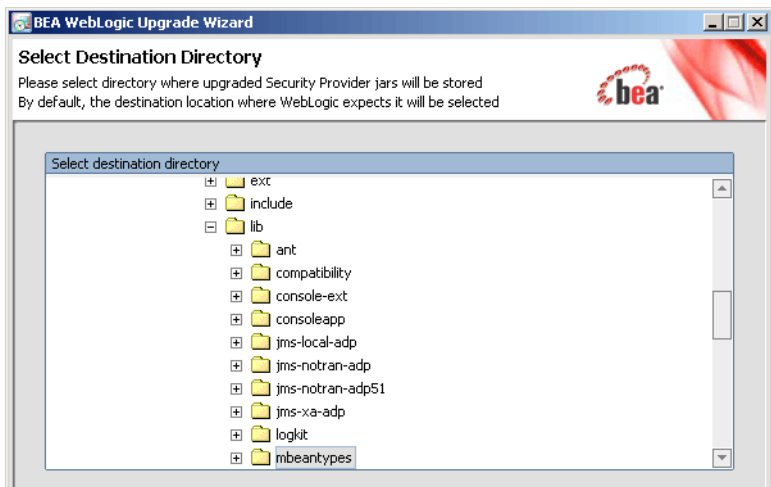 BEA WebLogic Upgrade Wizard
Select Destination Directory
Please select directory where upgraded Security Provider jars will be stored
By default, the destination location where WebLogic expects it will be selected
bea
Select destination directory
ext
include
lib
ant
compatibility
console-ext
consoleapp
jms-local-adp
jms-notran-adp
jms-notran-adp51
jms-xa-adp
logkit
mbeantypes